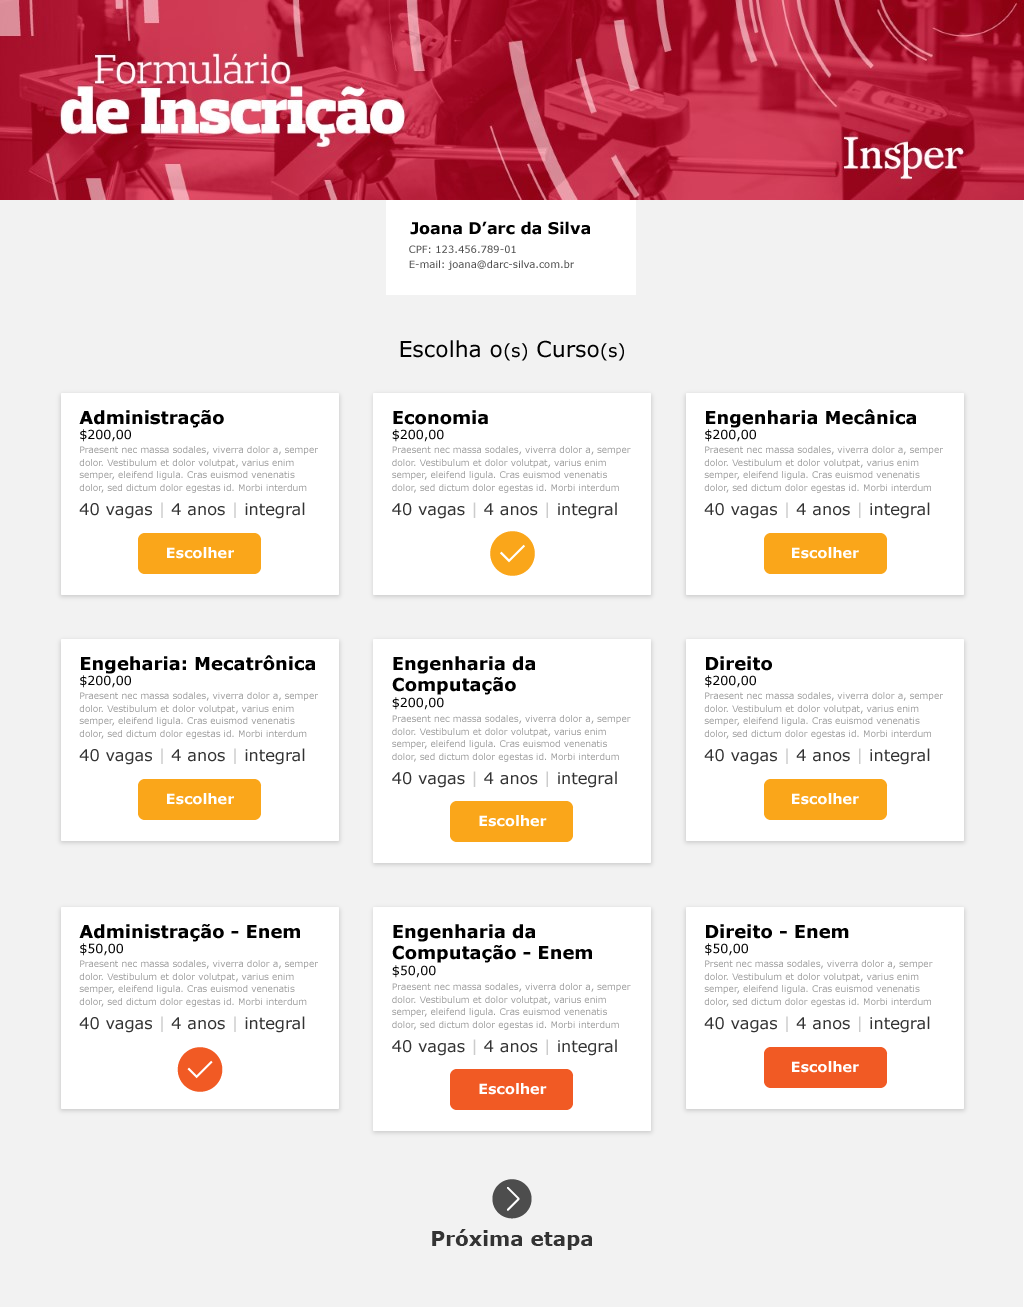 Formulário
de Inscrição
Insper
Joana D’arc da Silva
CPF: 123.456.789-01
E-mail: joana@darc-silva.com.br
Escolha o(s) Curso(s)
Administração
$200,00
Praesent nec massa sodales, viverra dolor a, semper
dolor. Vestibulum et dolor volutpat, varius enim
semper, eleifend ligula. Cras euismod venenatis
dolor, sed dictum dolor egestas id. Morbi interdum
40 vagas | 4 anos | integral
Escolher
Economia
$200,00
Praesent nec massa sodales, viverra dolor a, semper
dolor. Vestibulum et dolor volutpat, varius enim
semper, eleifend ligula. Cras euismod venenatis
dolor, sed dictum dolor egestas id. Morbi interdum
40 vagas | 4 anos | integral
Engenharia Mecânica
$200,00
Praesent nec massa sodales, viverra dolor a, semper
dolor. Vestibulum et dolor volutpat, varius enim
semper, eleifend ligula. Cras euismod venenatis
dolor, sed dictum dolor egestas id. Morbi interdum
40 vagas | 4 anos | integral
Escolher
Engeharia: Mecatrônica
$200,00
Praesent nec massa sodales, viverra dolor a, semper
dolor. Vestibulum et dolor volutpat, varius enim
semper, eleifend ligula. Cras euismod venenatis
dolor, sed dictum dolor egestas id. Morbi interdum
40 vagas | 4 anos | integral
Escolher
Engenharia da
Computação
$200,00
Praesent nec massa sodales, viverra dolor a, semper
dolor. Vestibulum et dolor volutpat, varius enim
semper, eleifend ligula. Cras euismod venenatis
dolor, sed dictum dolor egestas id. Morbi interdum
40 vagas | 4 anos | integral
Escolher
Direito
$200,00
Praesent nec massa sodales, viverra dolor a, semper
dolor. Vestibulum et dolor volutpat, varius enim
semper, eleifend ligula. Cras euismod venenatis
dolor, sed dictum dolor egestas id. Morbi interdum
40 vagas | 4 anos | integral
Escolher
Administração - Enem
$50,00
Praesent nec massa sodales, viverra dolor a, semper
dolor. Vestibulum et dolor volutpat, varius enim
semper, eleifend ligula. Cras euismod venenatis
dolor, sed dictum dolor egestas id. Morbi interdum
40 vagas | 4 anos | integral
Engenharia da
Computação - Enem
$50,00
Praesent nec massa sodales, viverra dolor a, semper
dolor. Vestibulum et dolor volutpat, varius enim
semper, eleifend ligula. Cras euismod venenatis
dolor, sed dictum dolor egestas id. Morbi interdum
40 vagas | 4 anos | integral
Escolher
Direito - Enem
$50,00
Prsent nec massa sodales, viverra dolor a, semper
dolor. Vestibulum et dolor volutpat, varius enim
semper, eleifend ligula. Cras euismod venenatis
dolor, sed dictum dolor egestas id. Morbi interdum
40 vagas | 4 anos | integral
Escolher
Próxima etapa